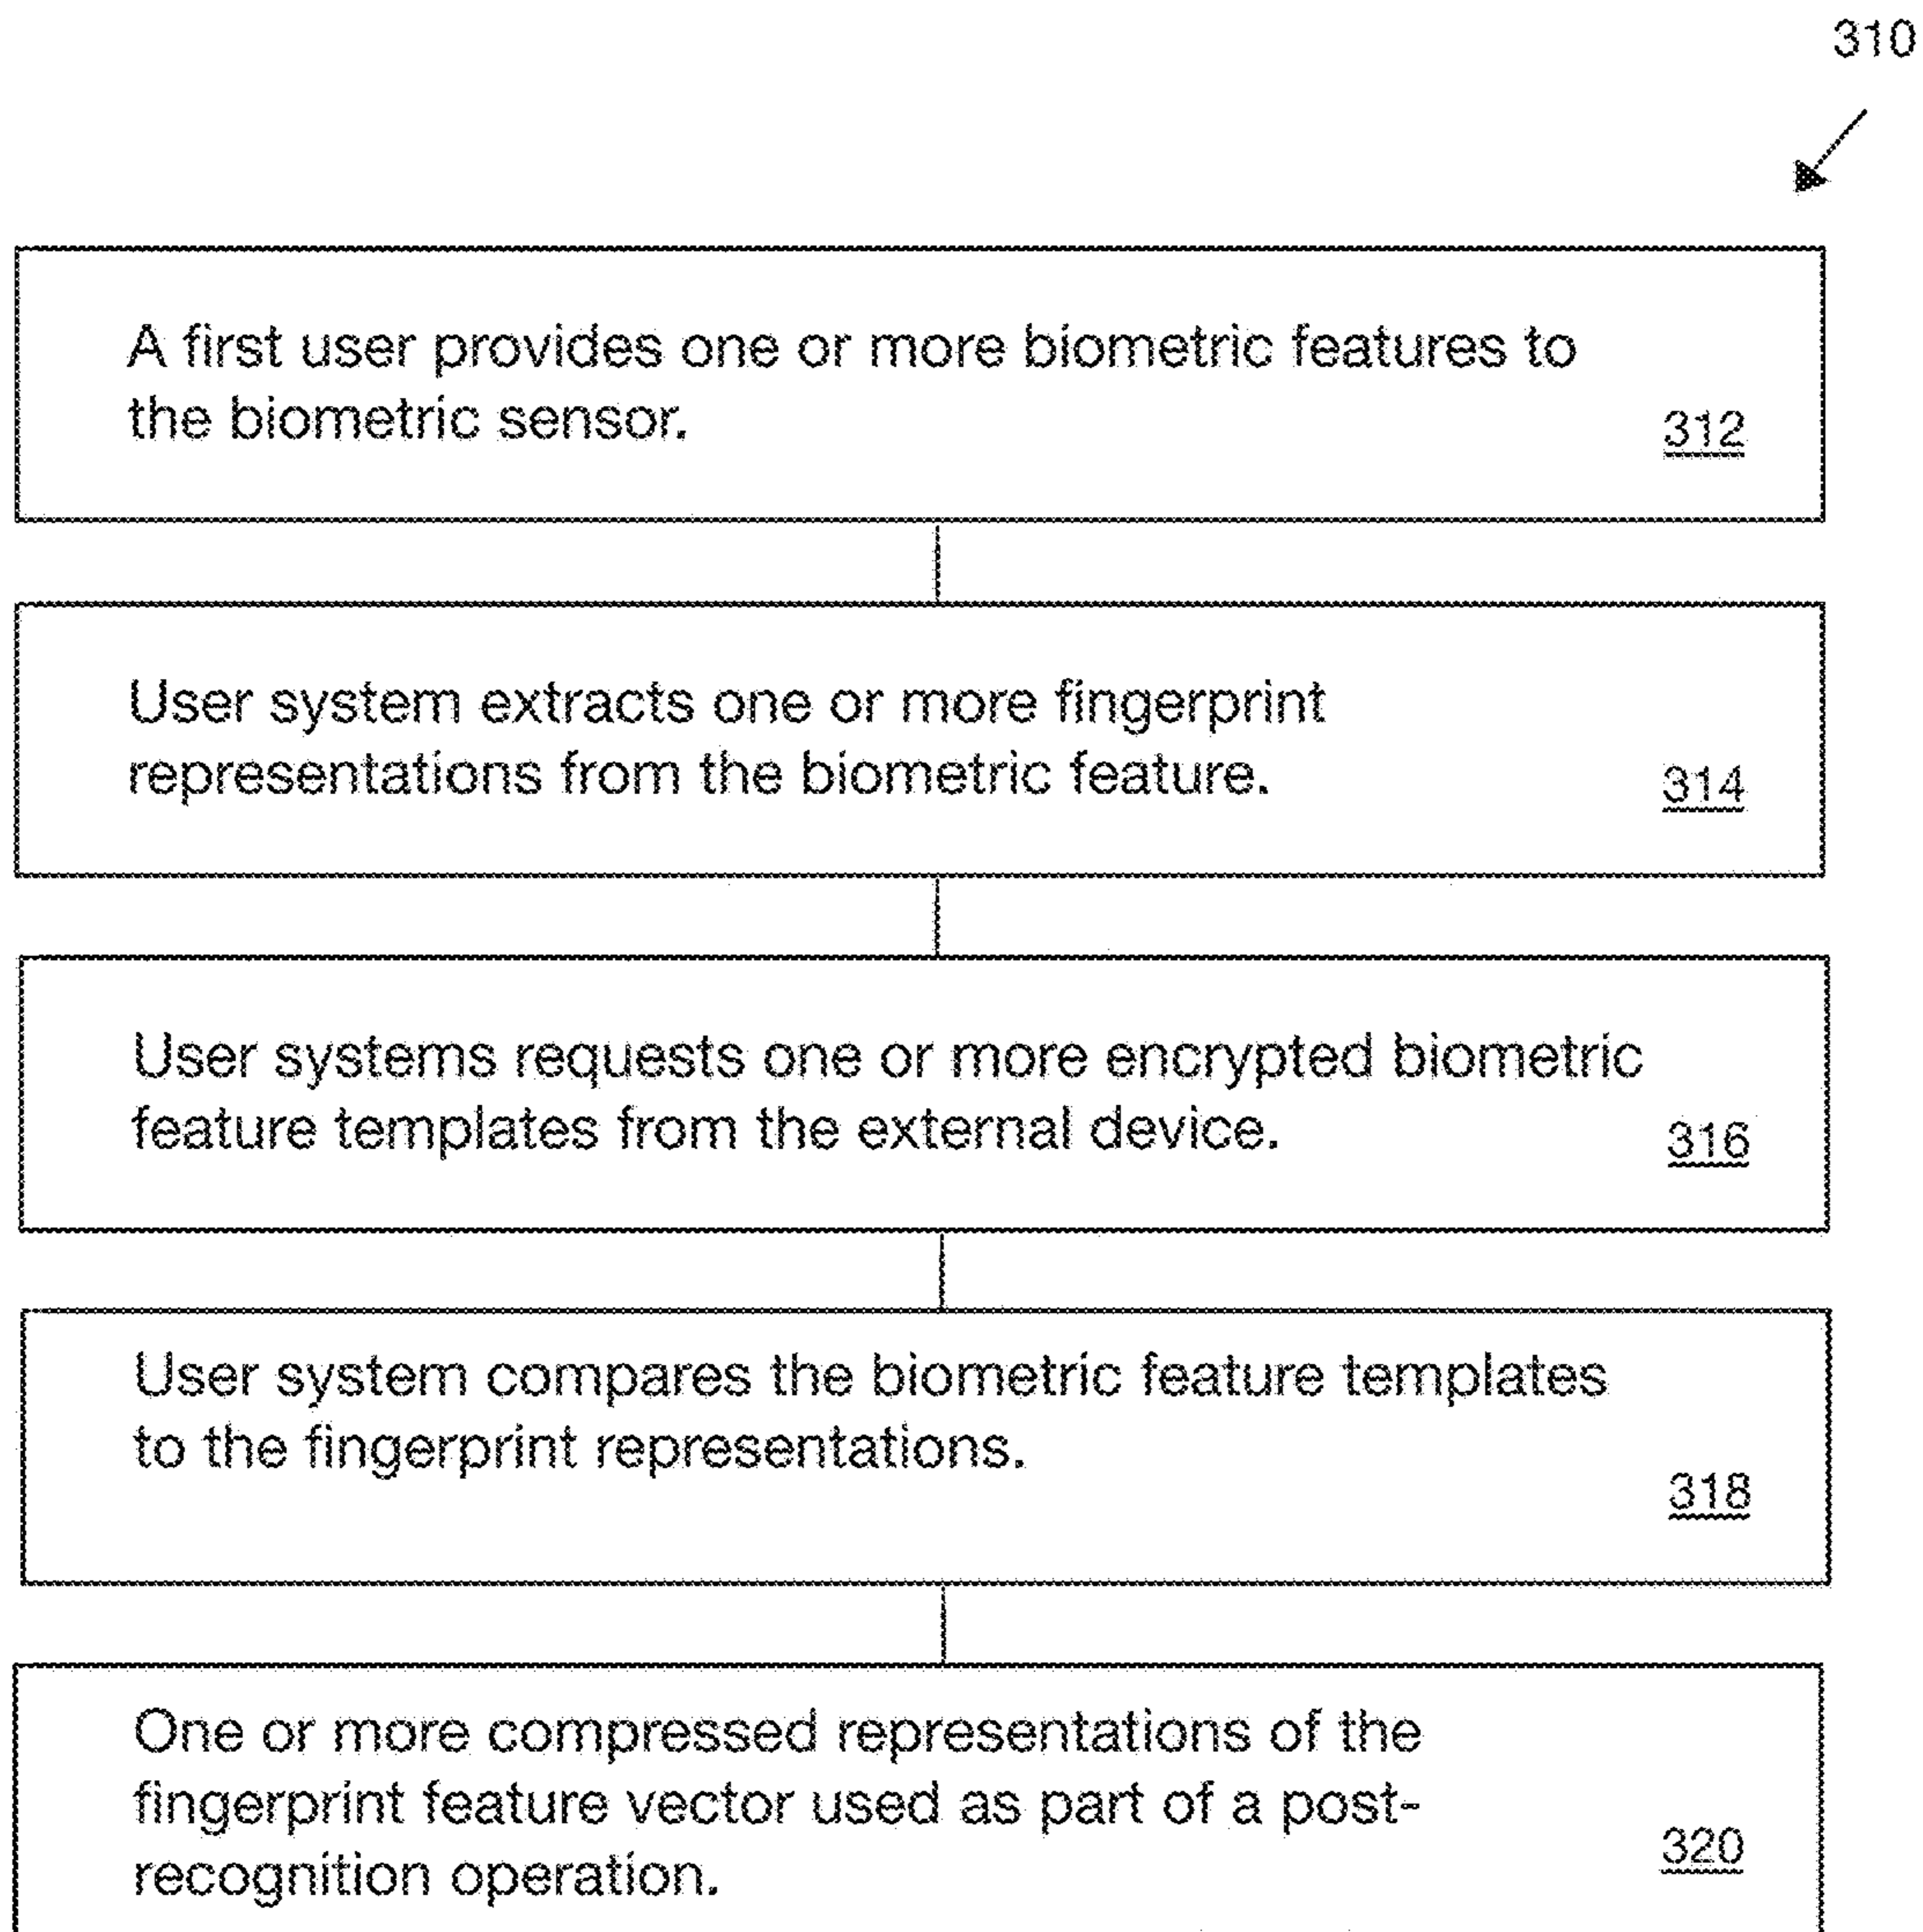 310
A first user provides one or more biometric features to
the biometric sensor.
312
User system extracts one or more fingerprint
representations from the biometric feature.
314
User systems requests one or more encrypted biometric
feature templates from the external device.
316
User system compares the biometric feature templates
to the fingerprint representations.
318
One or more compressed representations of the
fingerprint feature vector used as part of a post-
recognition operation.
320